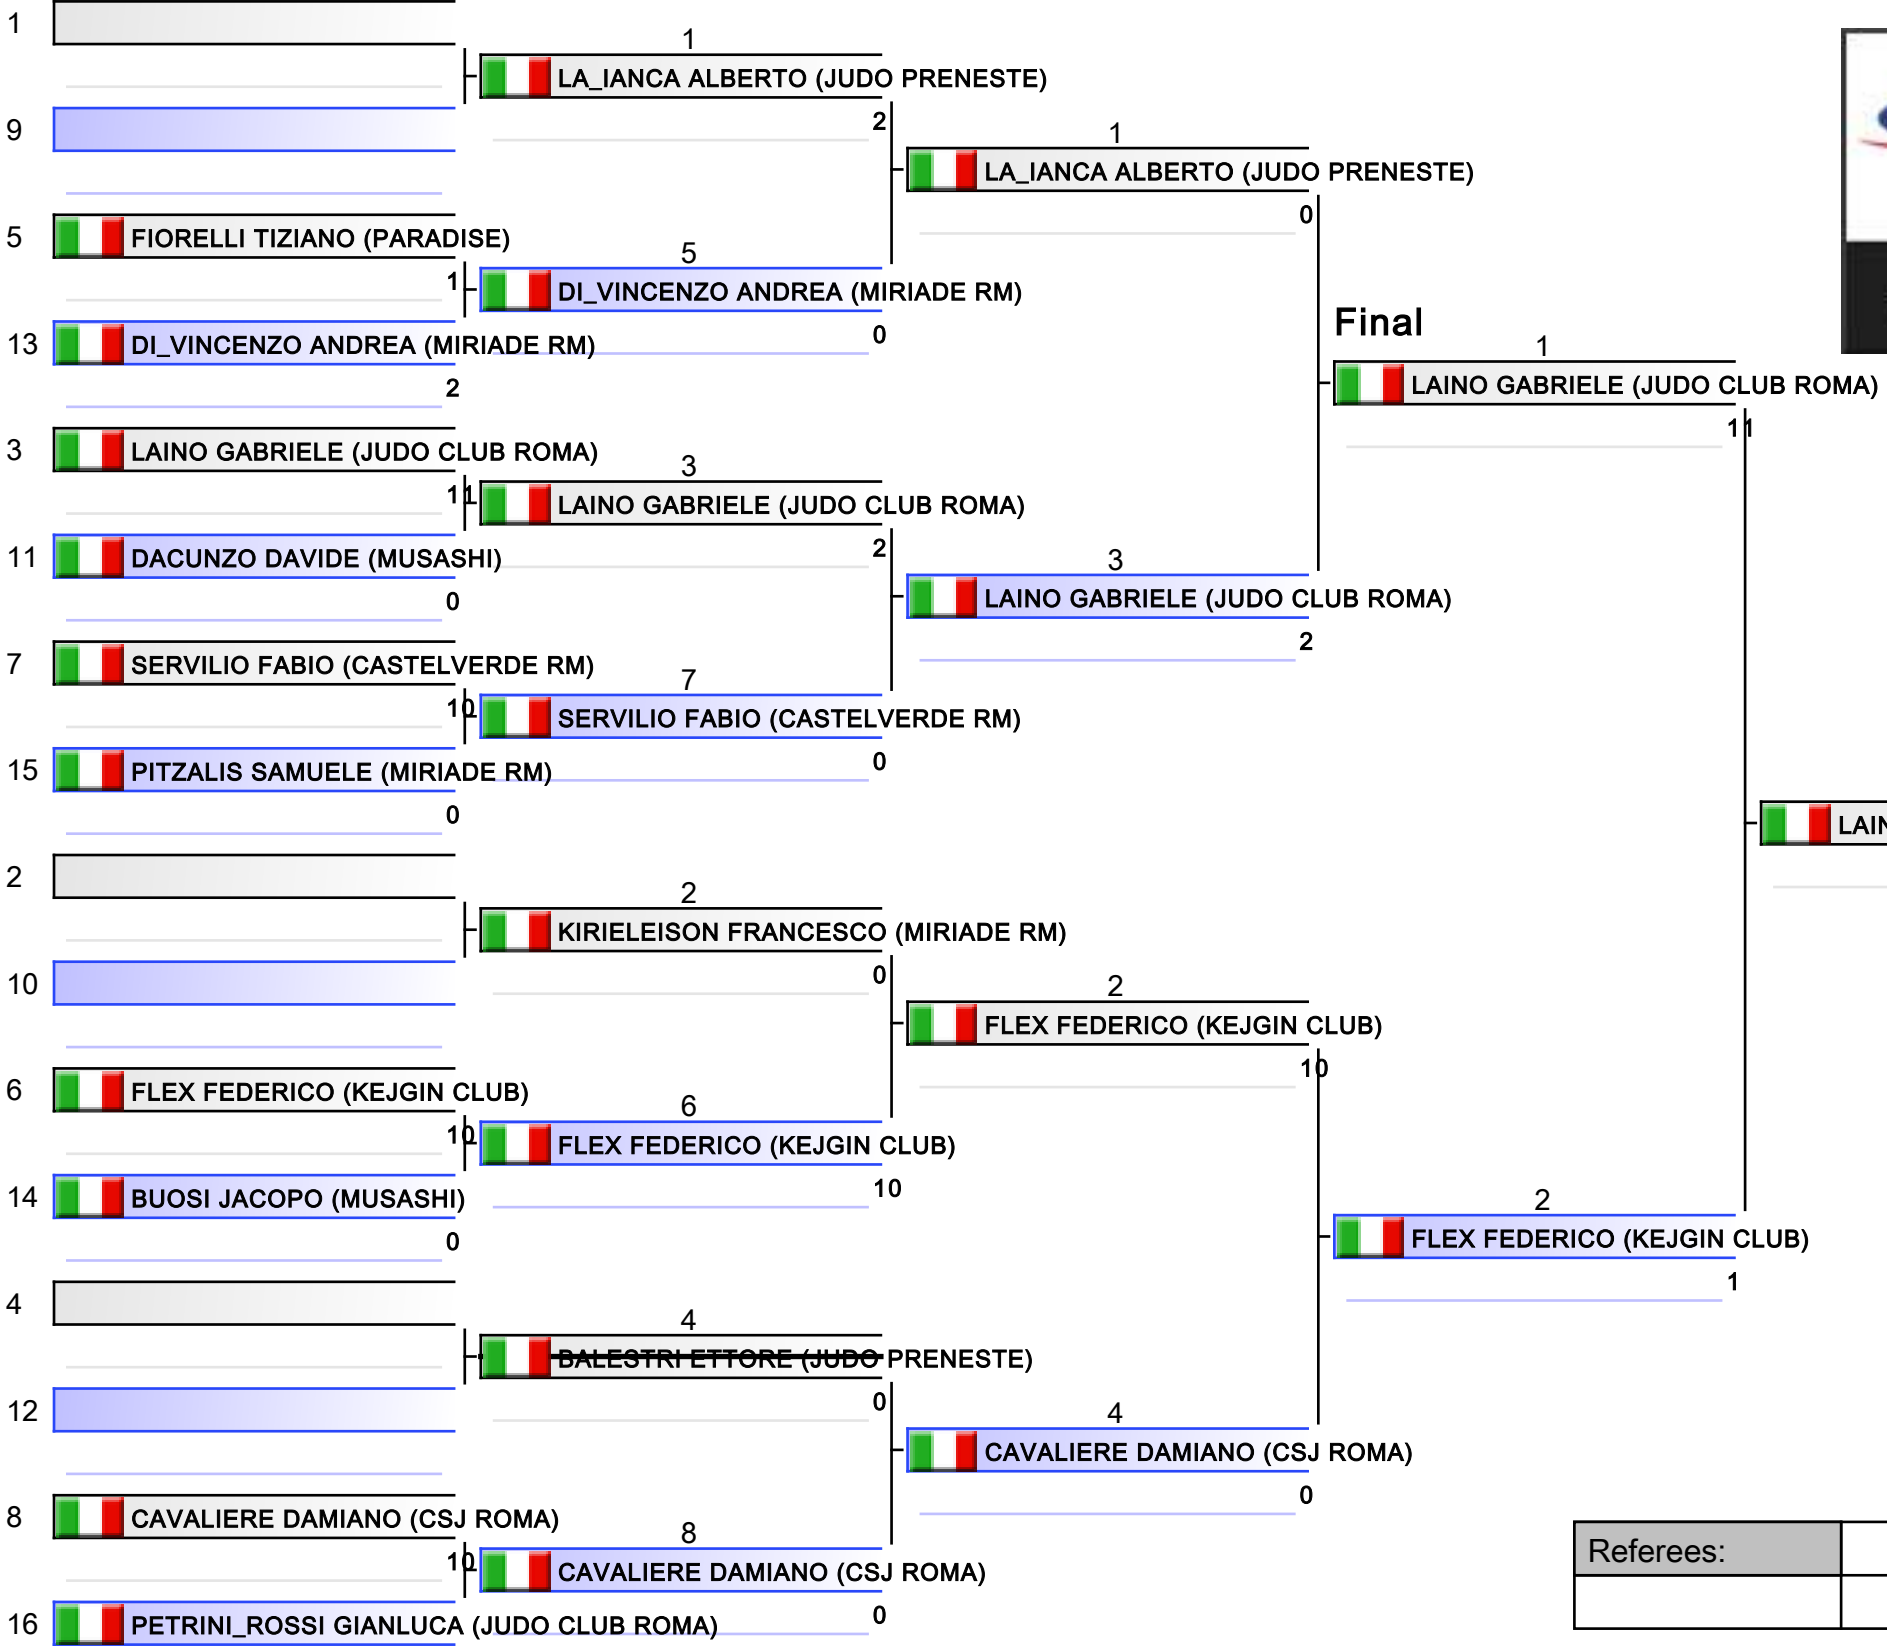 1
9
5 FIORELLI TIZIANO (PARADISE)
1
13 DI_VINCENZO ANDREA (MIRIADE RM)
2
3 LAINO GABRIELE (JUDO CLUB ROMA)
11
11 DACUNZO DAVIDE (MUSASHI)
0
7 SERVILIO FABIO (CASTELVERDE RM)
10
15 PITZALIS SAMUELE (MIRIADE RM)
0
2
10
6 FLEX FEDERICO (KEJGIN CLUB)
10
14 BUOSI JACOPO (MUSASHI)
0
4
12
8 CAVALIERE DAMIANO (CSJ ROMA)
10
16 PETRINI_ROSSI GIANLUCA (JUDO CLUB ROMA)
1
LA_IANCA ALBERTO (JUDO PRENESTE)
2
5
DI_VINCENZO ANDREA (MIRIADE RM)
0
3
LAINO GABRIELE (JUDO CLUB ROMA)
2
7
SERVILIO FABIO (CASTELVERDE RM)
0
2
KIRIELEISON FRANCESCO (MIRIADE RM)
0
6
FLEX FEDERICO (KEJGIN CLUB)
10
4
BALESTRI ETTORE (JUDO PRENESTE)
0
8
CAVALIERE DAMIANO (CSJ ROMA)
0
1
LA_IANCA ALBERTO (JUDO PRENESTE)
0
3
LAINO GABRIELE (JUDO CLUB ROMA)
2
2
FLEX FEDERICO (KEJGIN CLUB)
10
4
CAVALIERE DAMIANO (CSJ ROMA)
0
Final
1
LAINO GABRIELE (JUDO CLUB ROMA)
11
2
FLEX FEDERICO (KEJGIN CLUB)
1
Referees: